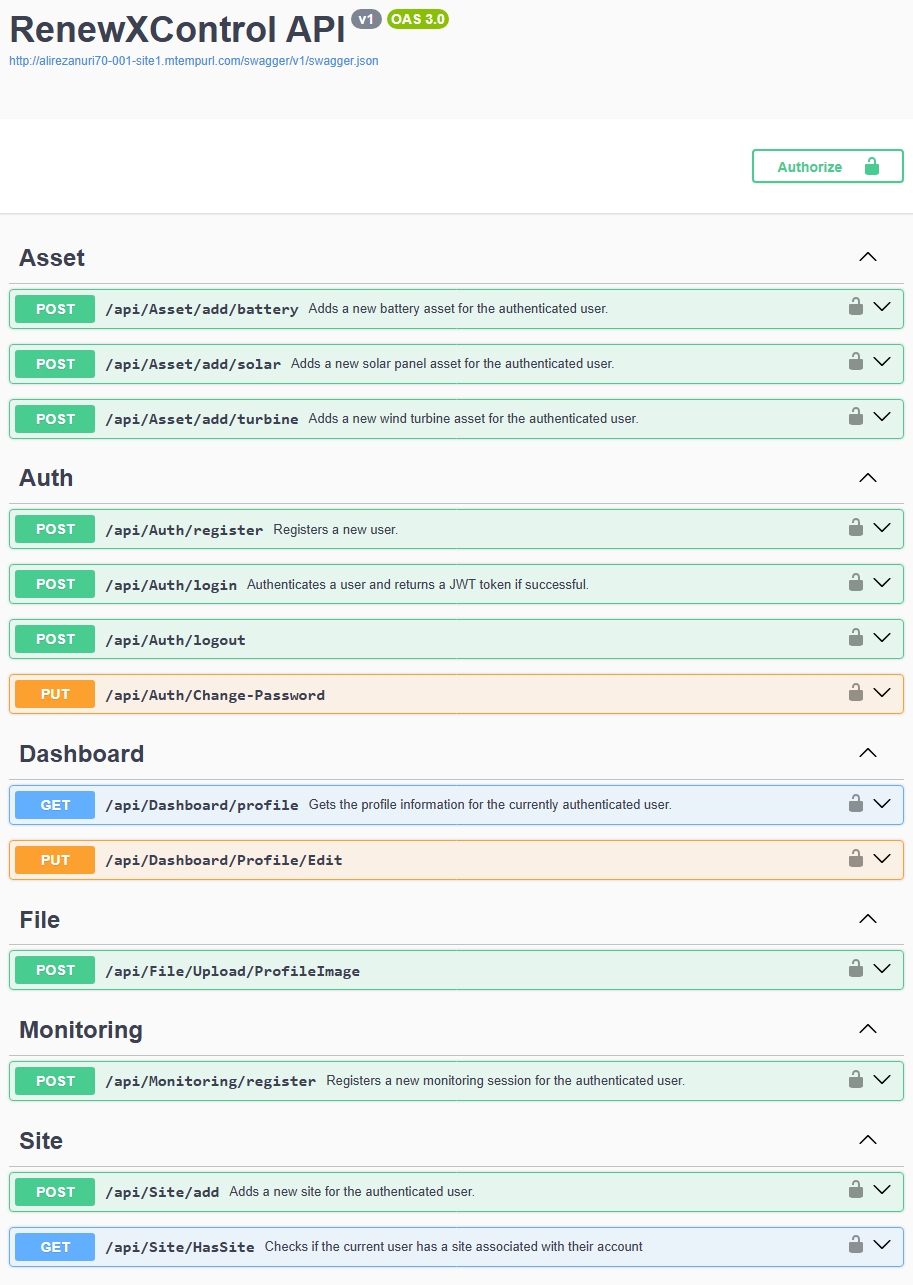 RenewXControl API v1 OAS 3.0
http://alirezanuri70-001-site1.mtempurl.com/swagger/v1/swagger.json
Authorize
Asset
POST /api/Asset/add/battery Adds a new battery asset for the authenticated user.
POST /api/Asset/add/solar Adds a new solar panel asset for the authenticated user.
POST /api/Asset/add/turbine Adds a new wind turbine asset for the authenticated user.
Auth
POST /api/Auth/register Registers a new user.
POST /api/Auth/login Authenticates a user and returns a JWT token if successful.
POST /api/Auth/logout
PUT /api/Auth/Change-Password
Dashboard
GET /api/Dashboard/profile Gets the profile information for the currently authenticated user.
PUT /api/Dashboard/Profile/Edit
File
POST /api/File/Upload/ProfileImage
Monitoring
POST /api/Monitoring/register Registers a new monitoring session for the authenticated user.
Site
POST /api/Site/add Adds a new site for the authenticated user.
GET /api/Site/HasSite Checks if the current user has a site associated with their account